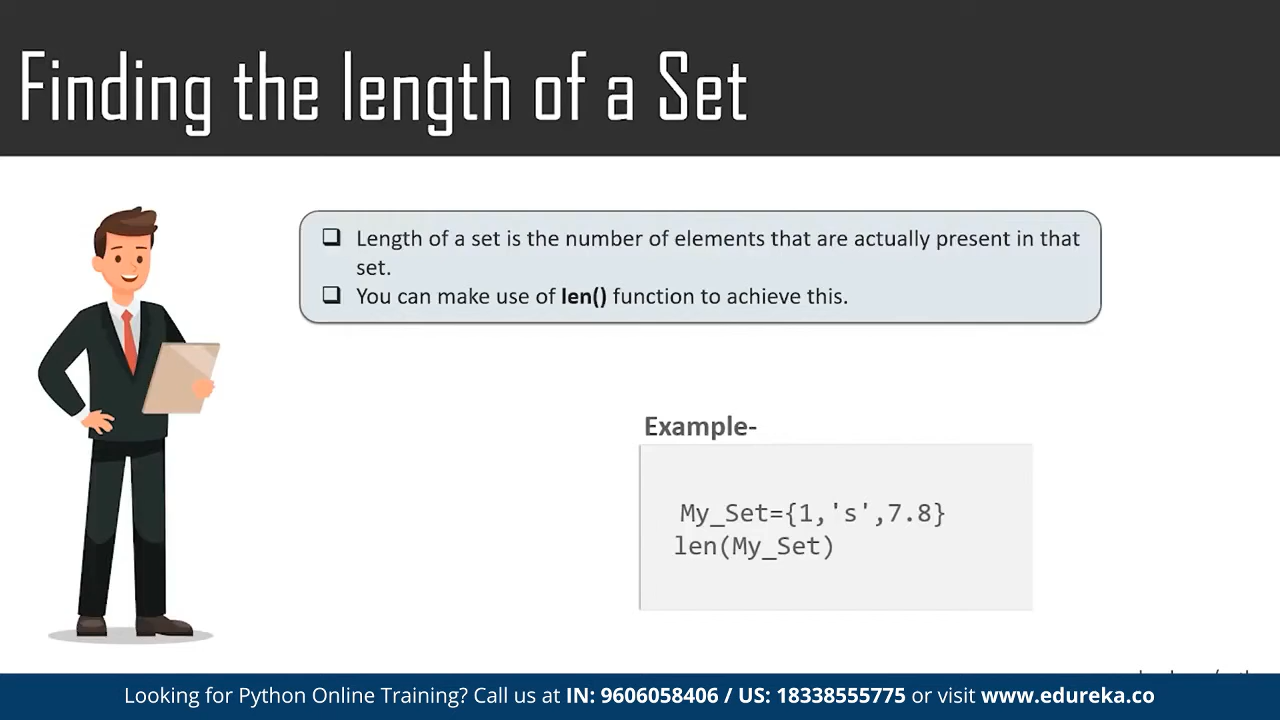 Finding the length of a Set
❑ Length of a set is the number of elements that are actually present in that
set.
❑ You can make use of len() function to achieve this.
Example-
My_Set={1,'s',7.8}
len(My_Set)
Looking for Python Online Training? Call us at IN: 9606058406 / US: 18338555775 or visit www.edureka.co